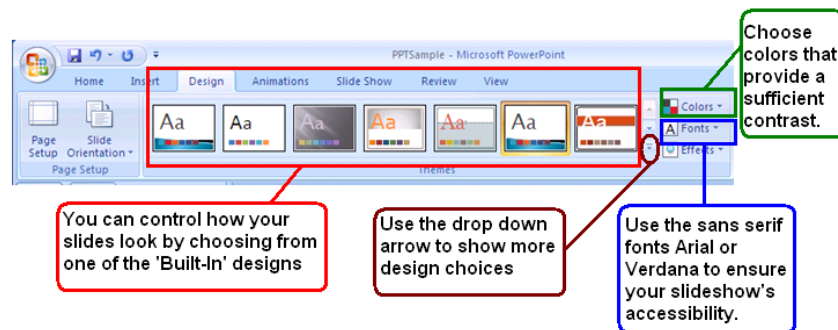 Choose
colors that
provide a
sufficient
contrast.
PPTSample - Microsoft PowerPoint
Home Insert Design Animations Slide Show Review View
Aa Aa Aa Aa Aa Aa Aa
Colors
Fonts
Effects
Page
Setup
Slide
Orientation
Page Setup
Themes
You can control how your
slides look by choosing from
one of the 'Built-In' designs
Use the drop down
arrow to show more
design choices
Use the sans serif
fonts Arial or
Verdana to ensure
your slideshow's
accessibility.